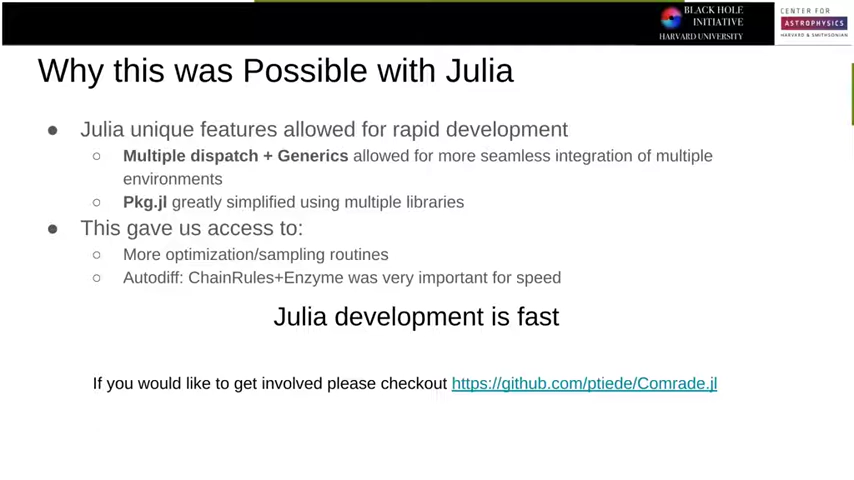 BLACK HOLE
INITIATIVE
HARVARD UNIVERSITY
CENTER FOR
ASTROPHYSICS
HARVARD & SMITHSONIAN
Why this was Possible with Julia
● Julia unique features allowed for rapid development
○ Multiple dispatch + Generics allowed for more seamless integration of multiple
environments
○ Pkg.jl greatly simplified using multiple libraries
● This gave us access to:
○ More optimization/sampling routines
○ Autodiff: ChainRules+Enzyme was very important for speed
Julia development is fast
If you would like to get involved please checkout https://github.com/ptiede/Comrade.jl